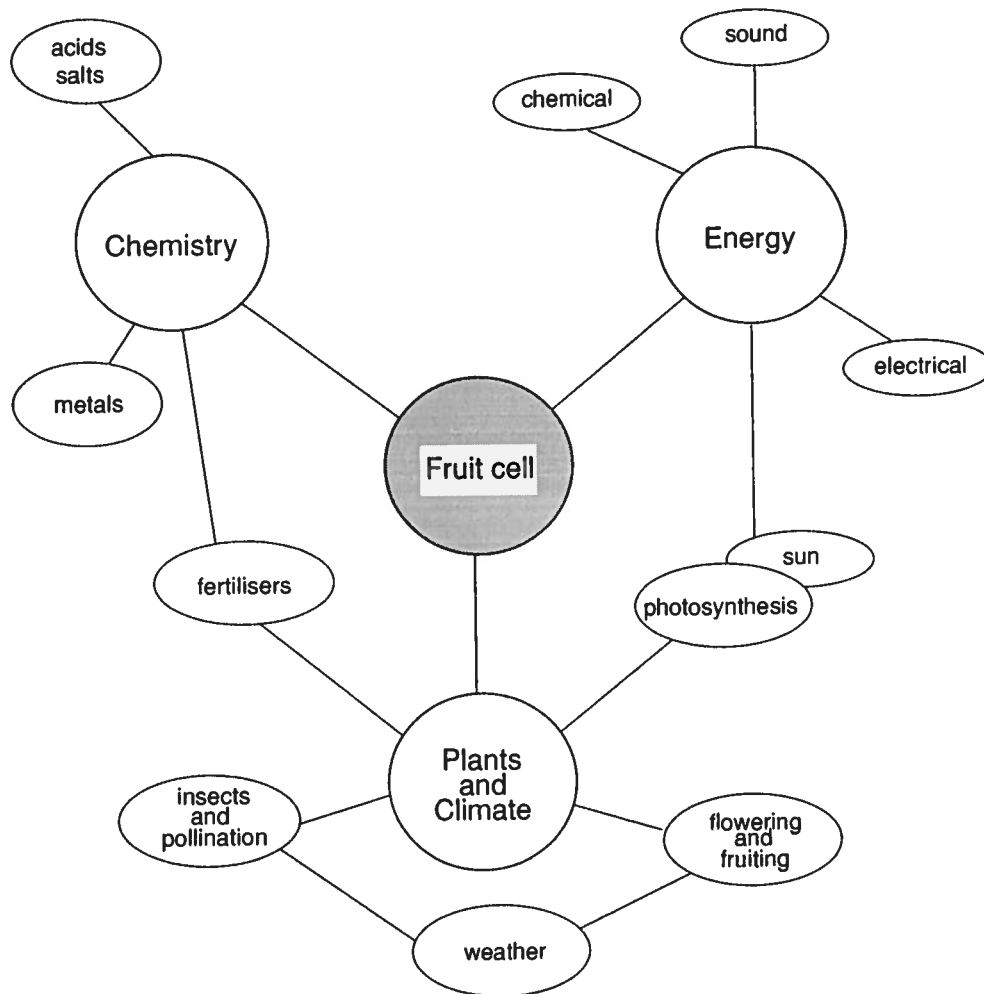 acids
salts
sound
chemical
Chemistry
Energy
metals
electrical
Fruit cell
fertilisers
sun
photosynthesis
Plants
and
Climate
insects
and
pollination
flowering
and
fruiting
weather